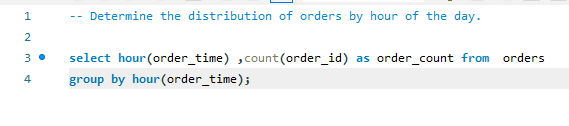 1 -- Determine the distribution of orders by hour of the day.
2
3 select hour(order_time) ,count(order_id) as order_count from orders
4 group by hour(order_time);